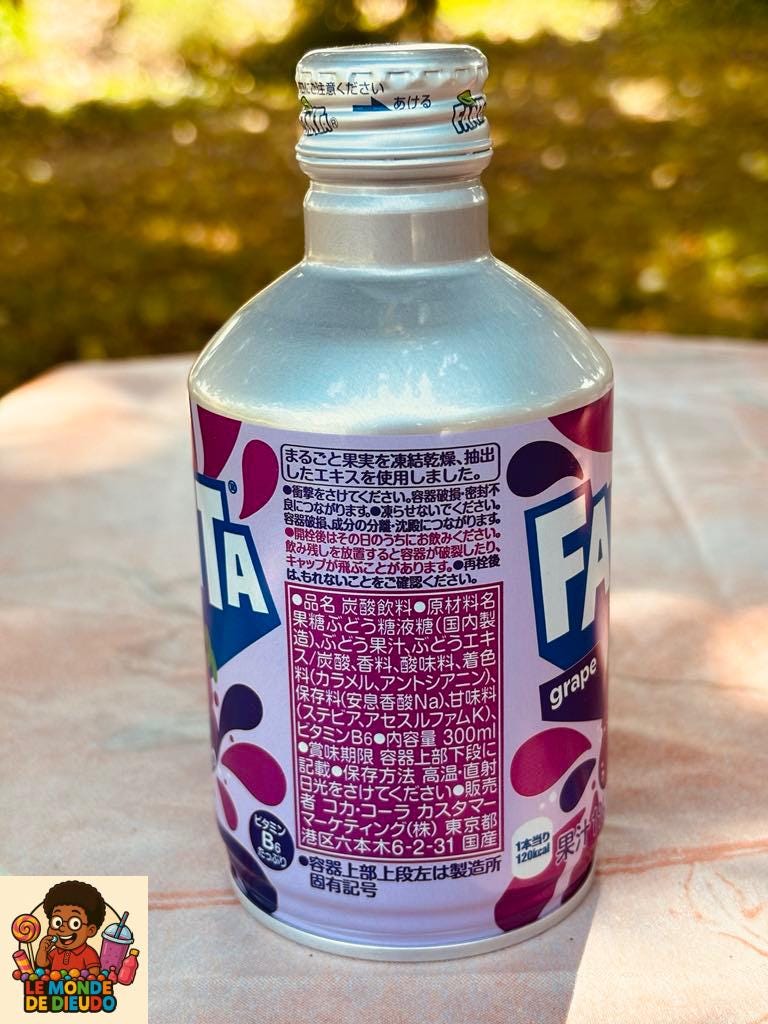 にご注意ください
あける
FANTA®
TA®
まるごと果実を凍結乾燥、抽出
したエキスを使用しました。
●衝撃をさけてください。容器破損・密封不
良につながります。●凍らせないでください。
容器破損、成分の分離・沈殿につながります。
●開栓後はその日のうちにお飲みください。
飲み残しを放置すると容器が破裂したり、
キャップが飛ぶことがあります。●再栓後
は、もれないことをご確認ください。
●品名 炭酸飲料●原材料名
果糖ぶどう糖液糖(国内製
造)、ぶどう果汁、ぶどうエキ
ス/炭酸、香料、酸味料、着色
料(カラメル、アントシアニン)、
保存料(安息香酸Na)、甘味料
(ステビア、アセスルファムK)、
ビタミンB6●内容量 300ml
●賞味期限 容器上部下段に
記載●保存方法 高温・直射
日光をさけてください●販売
者 コカ・コーラ カスタマー
マーケティング(株) 東京都
港区六本木6-2-31 国産
●容器上部上段左は製造所
固有記号
ビタミン
B6
たっぷり
FA
grape
1本当り
120kcal
果汁
LE MONDE
DE DIEUDO